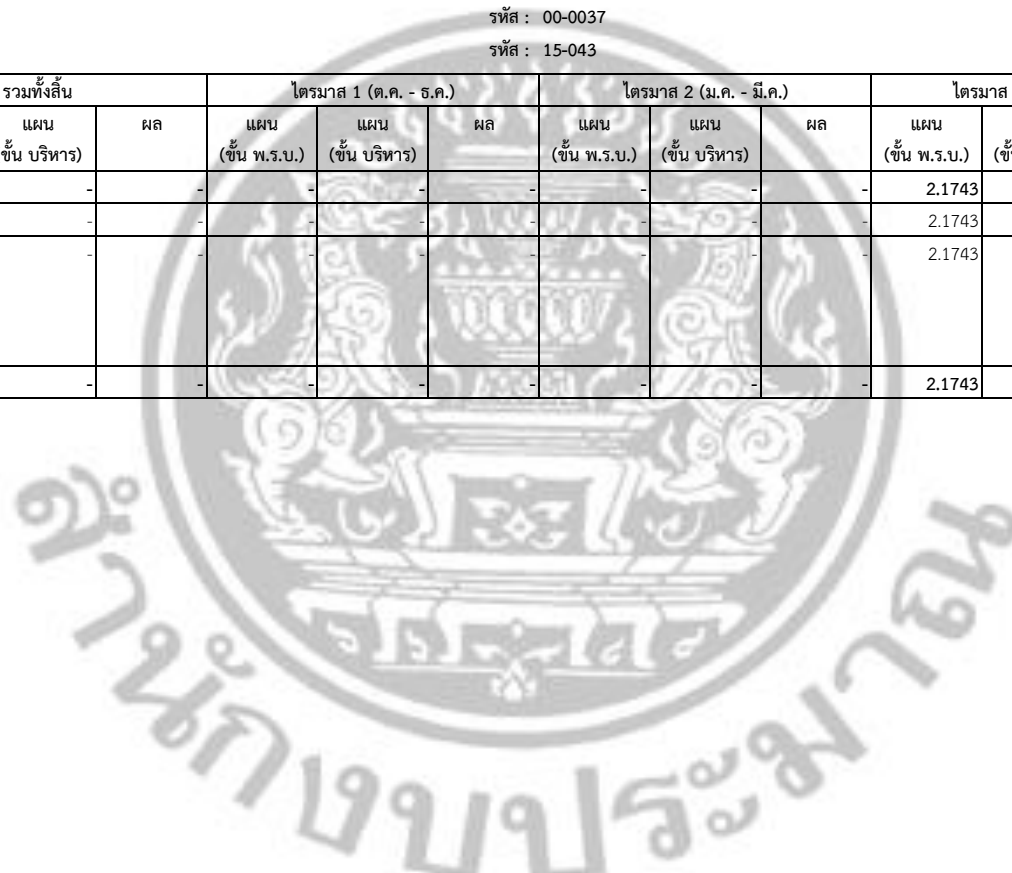 รหัส : 00-0037
รหัส : 15-043
รวมทั้งสิ้น ไตรมาส 1 (ต.ค. - ธ.ค.) ไตรมาส 2 (ม.ค. - มี.ค.) ไตรมาส
แผน ผล แผน แผน ผล แผน แผน ผล แผน
ขั้น บริหาร) (ขั้น พ.ร.บ.) (ขั้น บริหาร) (ขั้น พ.ร.บ.) (ขั้น บริหาร) (ขั้น พ.ร.บ.) (ขั้
- - - - - - - - 2.1743
- - - - - - - - 2.1743
- - - - - - - - 2.1743
- - - - - - - - 2.1743
สำนักงบประมาณ